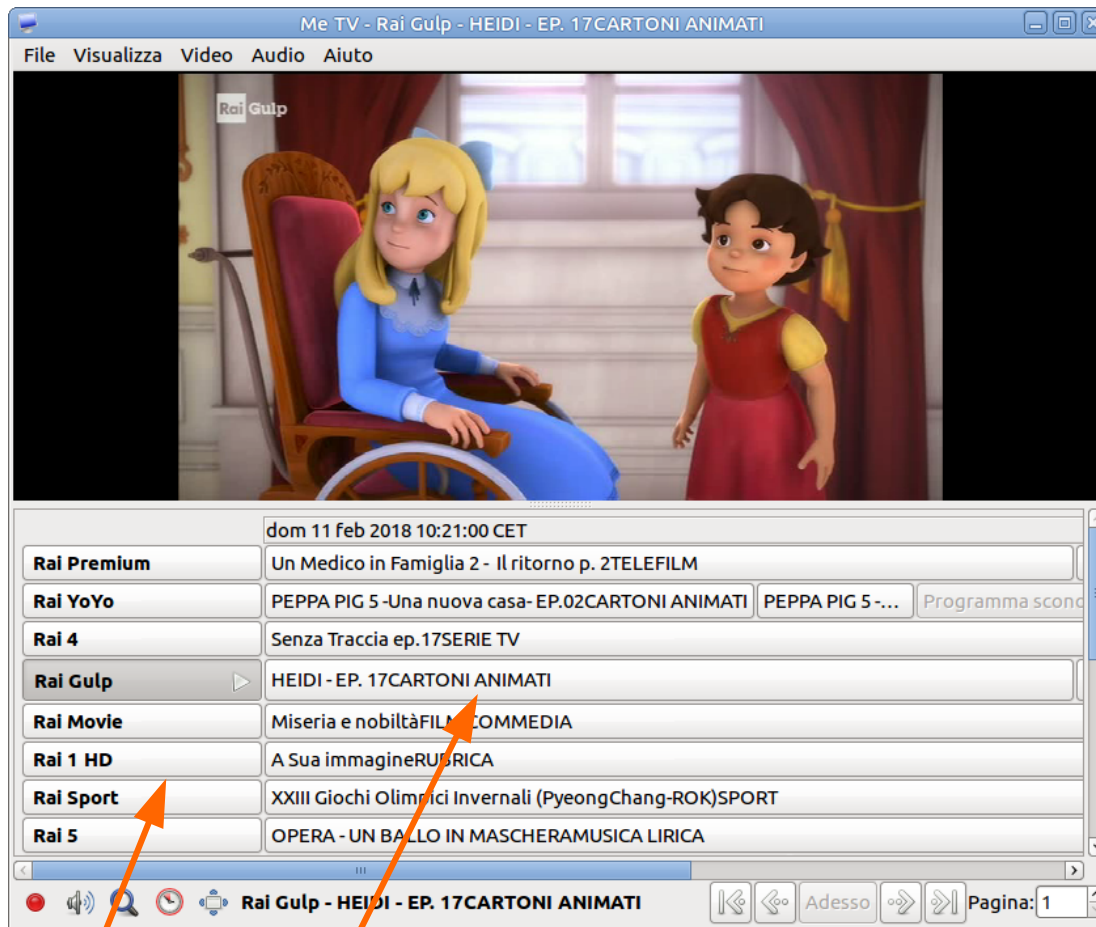 Me TV - Rai Gulp - HEIDI - EP. 17CARTONI ANIMATI
File Visualizza Video Audio Aiuto
Rai Gulp
dom 11 feb 2018 10:21:00 CET
Rai Premium Un Medico in Famiglia 2 - Il ritorno p. 2TELEFILM
Rai YoYo PEPPA PIG 5 -Una nuova casa- EP.02CARTONI ANIMATI PEPPA PIG 5 -... Programma scono
Rai 4 Senza Traccia ep.17SERIE TV
Rai Gulp HEIDI - EP. 17CARTONI ANIMATI
Rai Movie Miseria e nobiltàFILM COMMEDIA
Rai 1 HD A Sua immagineRUBRICA
Rai Sport XXIII Giochi Olimpici Invernali (PyeongChang-ROK)SPORT
Rai 5 OPERA - UN BALLO IN MASCHERAMUSICA LIRICA
Rai Gulp - HEIDI - EP. 17CARTONI ANIMATI Adesso Pagina: 1